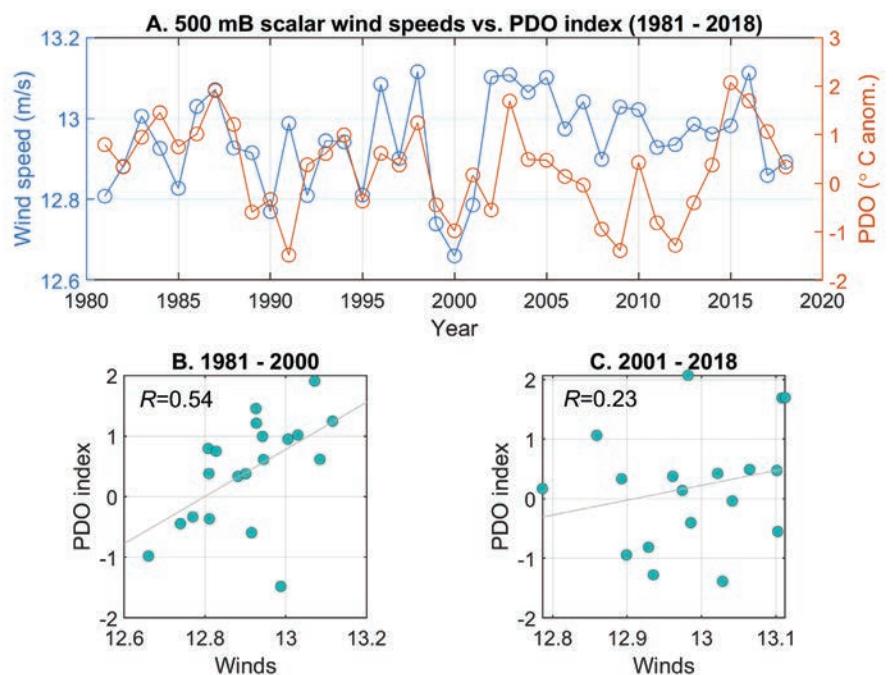 A. 500 mB scalar wind speeds vs. PDO index (1981 - 2018)
Wind speed (m/s)
13.2
13
12.8
12.6
PDO (° C anom.)
3
2
1
0
-1
-2
1980 1985 1990 1995 2000 2005 2010 2015 2020
Year
B. 1981 - 2000
R=0.54
PDO index
2
1
0
-1
-2
12.6 12.8 13 13.2
Winds
C. 2001 - 2018
R=0.23
PDO index
2
1
0
-1
-2
12.8 12.9 13 13.1
Winds